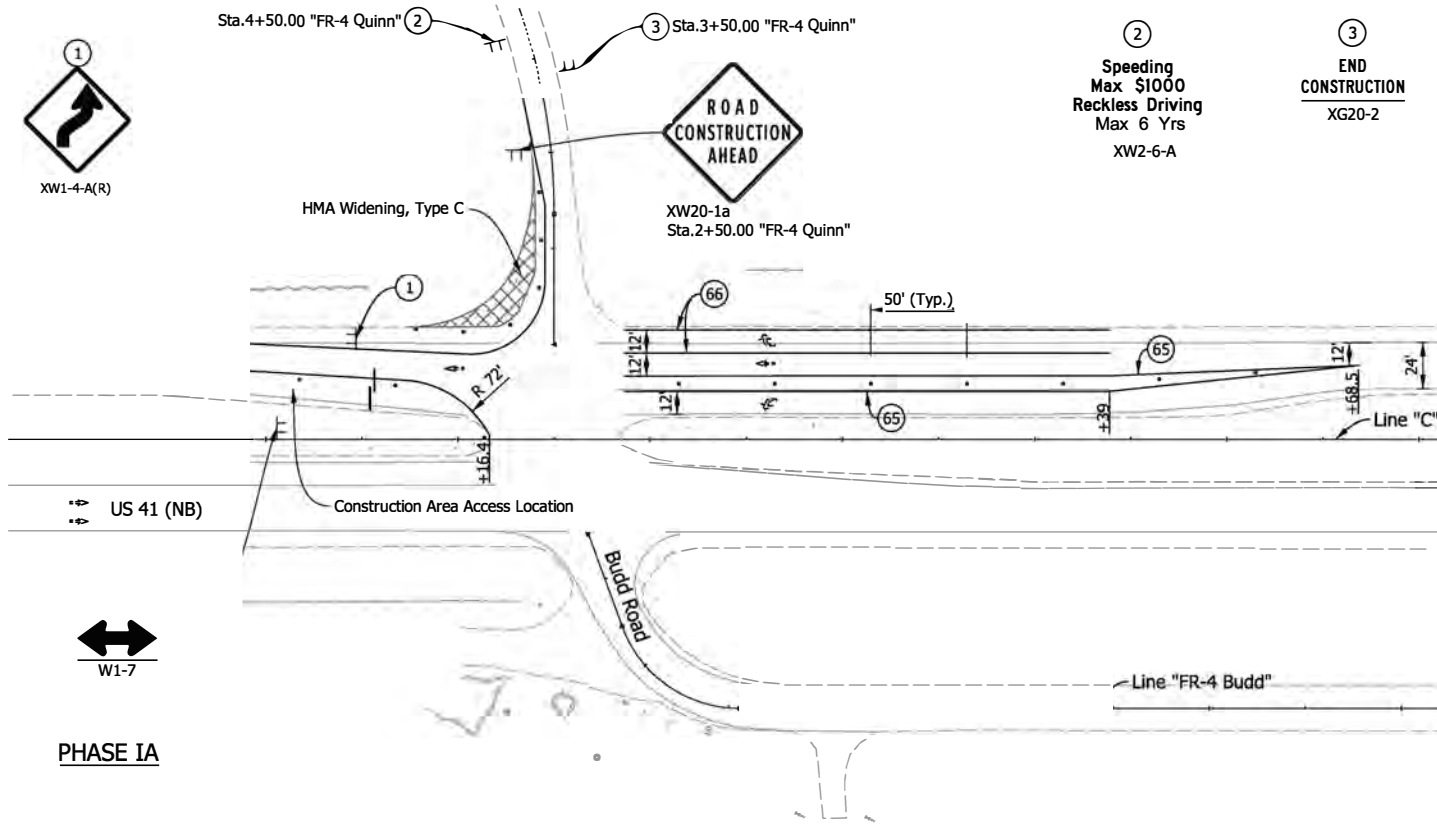 Sta.4+50.00 "FR-4 Quinn" 2
3 Sta.3+50.00 "FR-4 Quinn"
1
XW1-4-A(R)
ROAD
CONSTRUCTION
AHEAD
XW20-1a
Sta.2+50.00 "FR-4 Quinn"
2
Speeding
Max $1000
Reckless Driving
Max 6 Yrs
XW2-6-A
3
END
CONSTRUCTION
XG20-2
HMA Widening, Type C
1
66
50' (Typ.)
12'
12'
12'
65
65
12'
24'
R 72'
±16.4
±39
±68.5
Line "C"
US 41 (NB)
Construction Area Access Location
Budd Road
W1-7
Line "FR-4 Budd"
PHASE IA